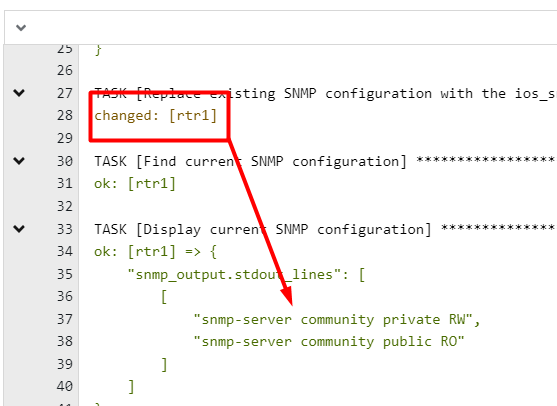 25 }
26
27 TASK [Replace existing SNMP configuration with the ios_s
28 changed: [rtr1]
29
30 TASK [Find current SNMP configuration] *****************
31 ok: [rtr1]
32
33 TASK [Display current SNMP configuration] **************
34 ok: [rtr1] => {
35 "snmp_output.stdout_lines": [
36 [
37 "snmp-server community private RW",
38 "snmp-server community public RO"
39 ]
40 ]